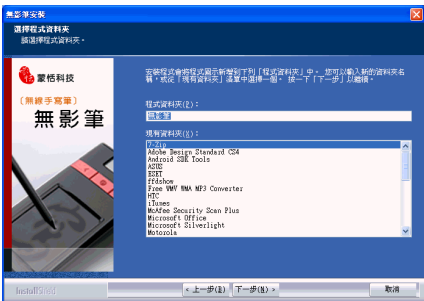 無影筆安裝
選擇程式資料夾
請選擇程式資料夾。
蒙恬科技
〔無線手寫筆〕
無影筆
安裝程式會將程式圖示新增到下列「程式資料夾」中。 您可以輸入新的資料夾名
稱，或從「現有資料夾」清單中選擇一個。 按一下「下一步」以繼續。
程式資料夾(P)：
無影筆
現有資料夾(X)：
7-Zip
Adobe Design Standard CS4
Android SDK Tools
ASUS
ESET
ffdshow
Free WMV WMA MP3 Converter
HTC
iTunes
McAfee Security Scan Plus
Microsoft Office
Microsoft Silverlight
Motorola
InstallShield
< 上一步(B)
下一步(N) >
取消